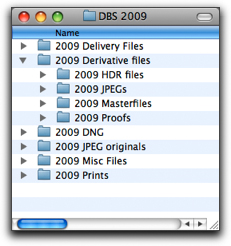 DBS 2009
Name
2009 Delivery Files
2009 Derivative files
2009 HDR files
2009 JPEGs
2009 Masterfiles
2009 Proofs
2009 DNG
2009 JPEG originals
2009 Misc Files
2009 Prints